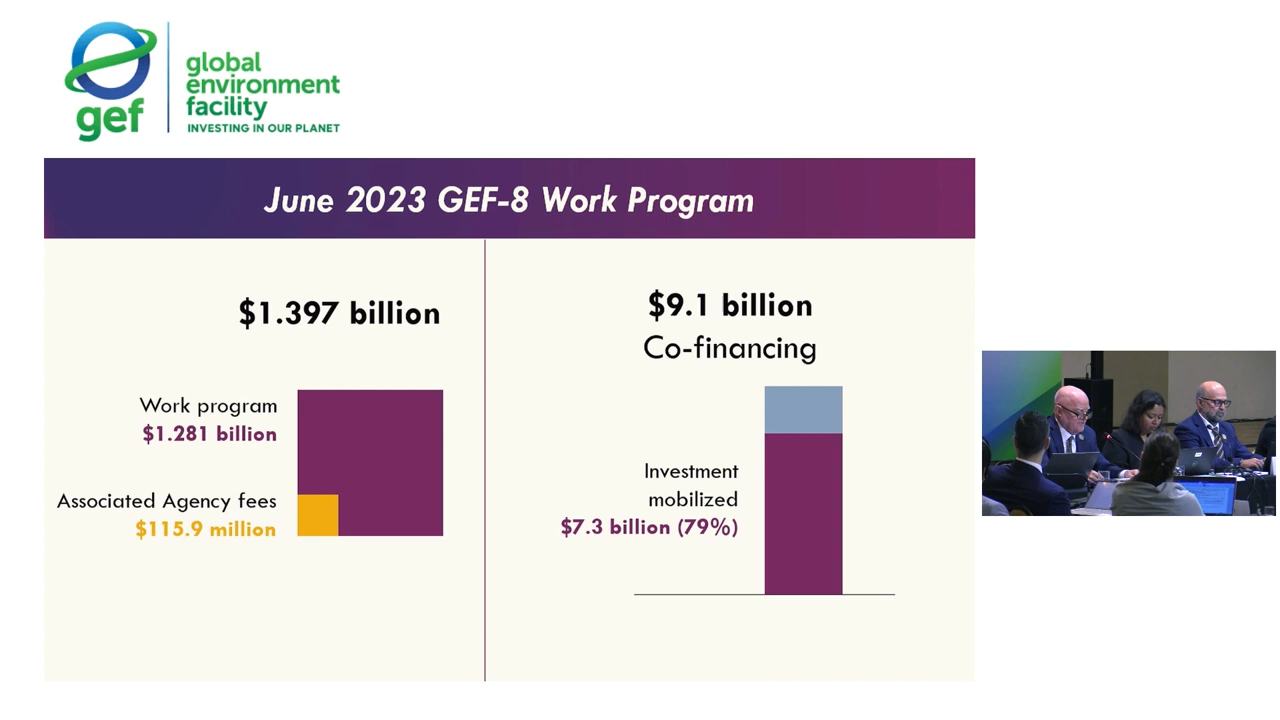 gef
global
environment
facility
INVESTING IN OUR PLANET
June 2023 GEF-8 Work Program
$1.397 billion
Work program
$1.281 billion
Associated Agency fees
$115.9 million
$9.1 billion
Co-financing
Investment
mobilized
$7.3 billion (79%)